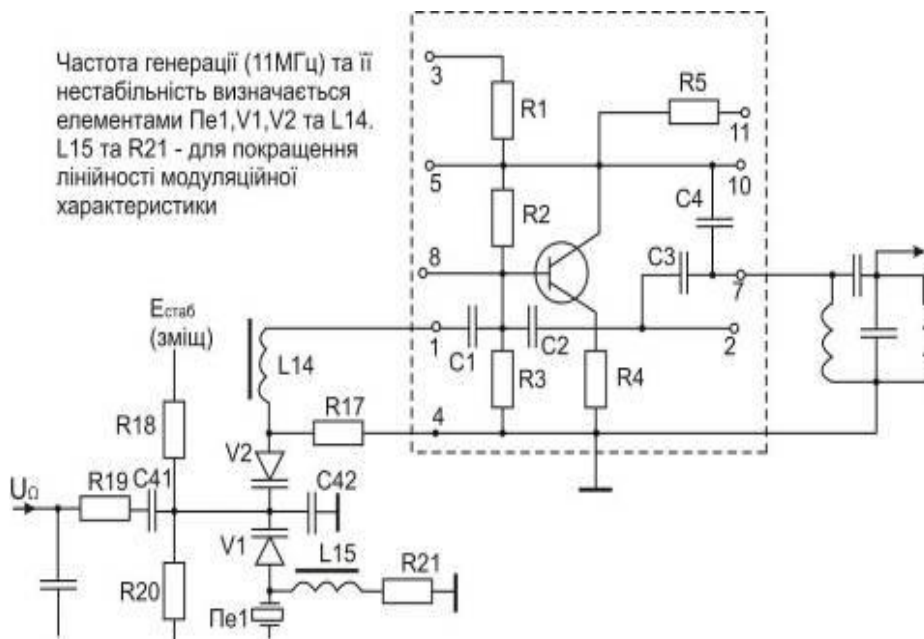 Частота генерації (11МГц) та її
нестабільність визначається
елементами Пе1,V1,V2 та L14.
L15 та R21 - для покращення
лінійності модуляційної
характеристики
3
R1
R5
11
5
10
R2
C4
8
C3
7
Eстаб
(зміщ)
L14
1
C1
C2
2
R3
R4
R17
4
R18
V2
UΩ
R19
C41
C42
V1
L15
R21
R20
Пе1